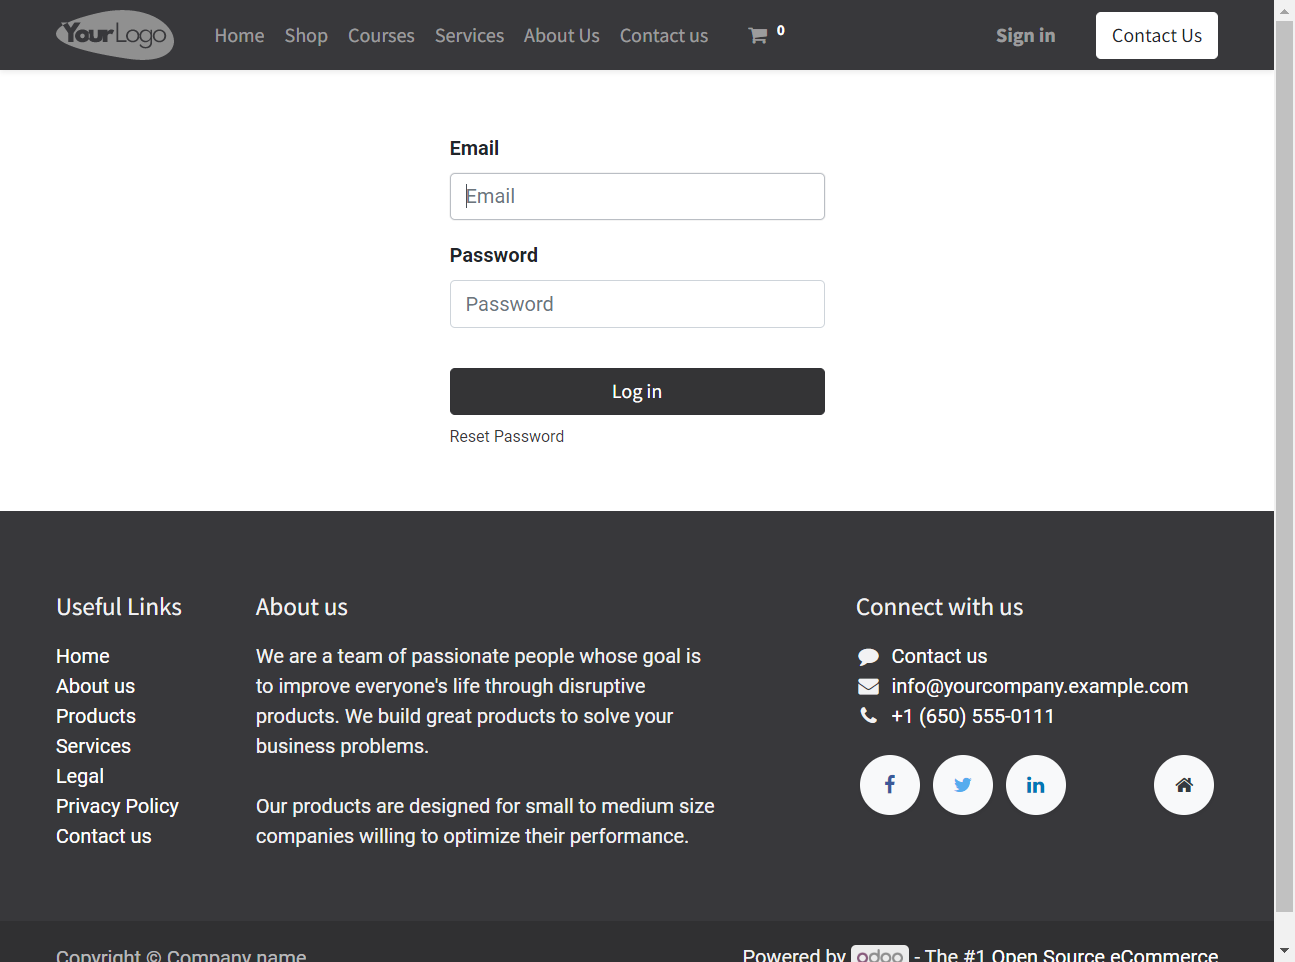 YourLogo Home Shop Courses Services About Us Contact us 0 Sign in Contact Us
Email
Email
Password
Password
Log in
Reset Password
Useful Links
Home
About us
Products
Services
Legal
Privacy Policy
Contact us
About us
We are a team of passionate people whose goal is
to improve everyone's life through disruptive
products. We build great products to solve your
business problems.
Our products are designed for small to medium size
companies willing to optimize their performance.
Connect with us
Contact us
info@yourcompany.example.com
+1 (650) 555-0111
Copyright © Company name
Powered by odoo - The #1 Open Source eCommerce